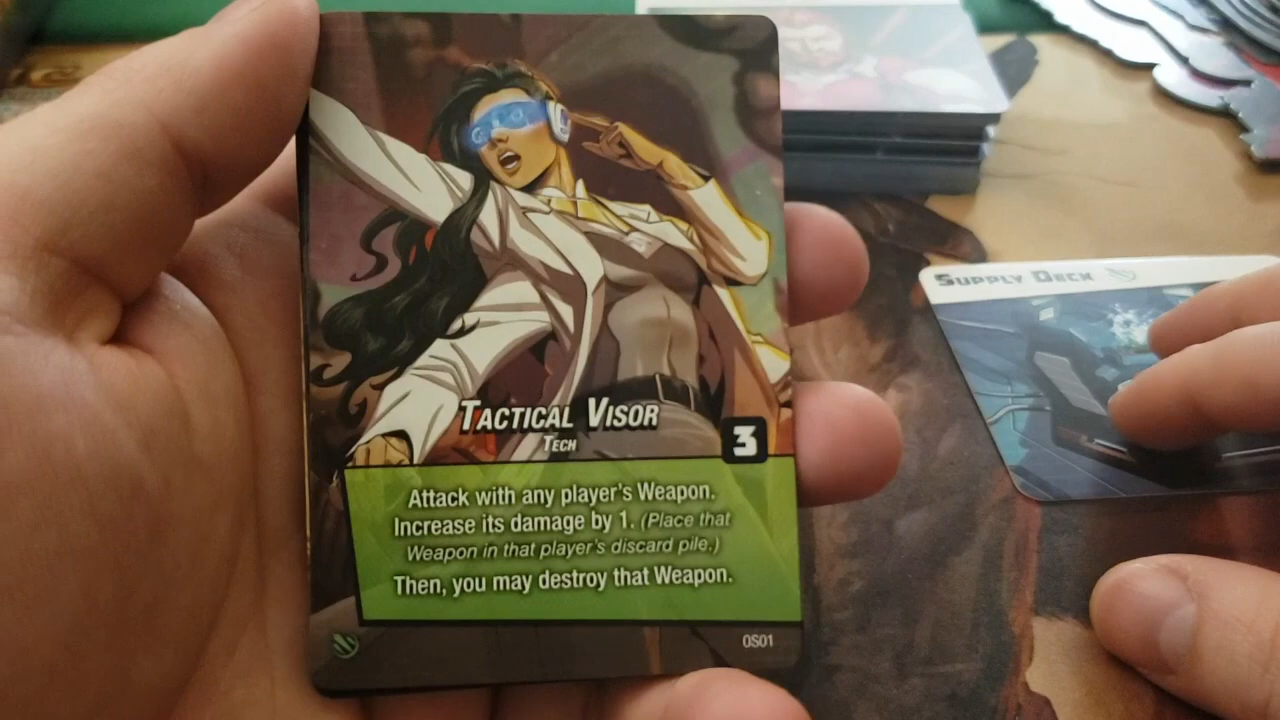 Tactical Visor
Tech
3
Attack with any player's Weapon.
Increase its damage by 1. (Place that
Weapon in that player's discard pile.)
Then, you may destroy that Weapon.
0S01
Supply Deck